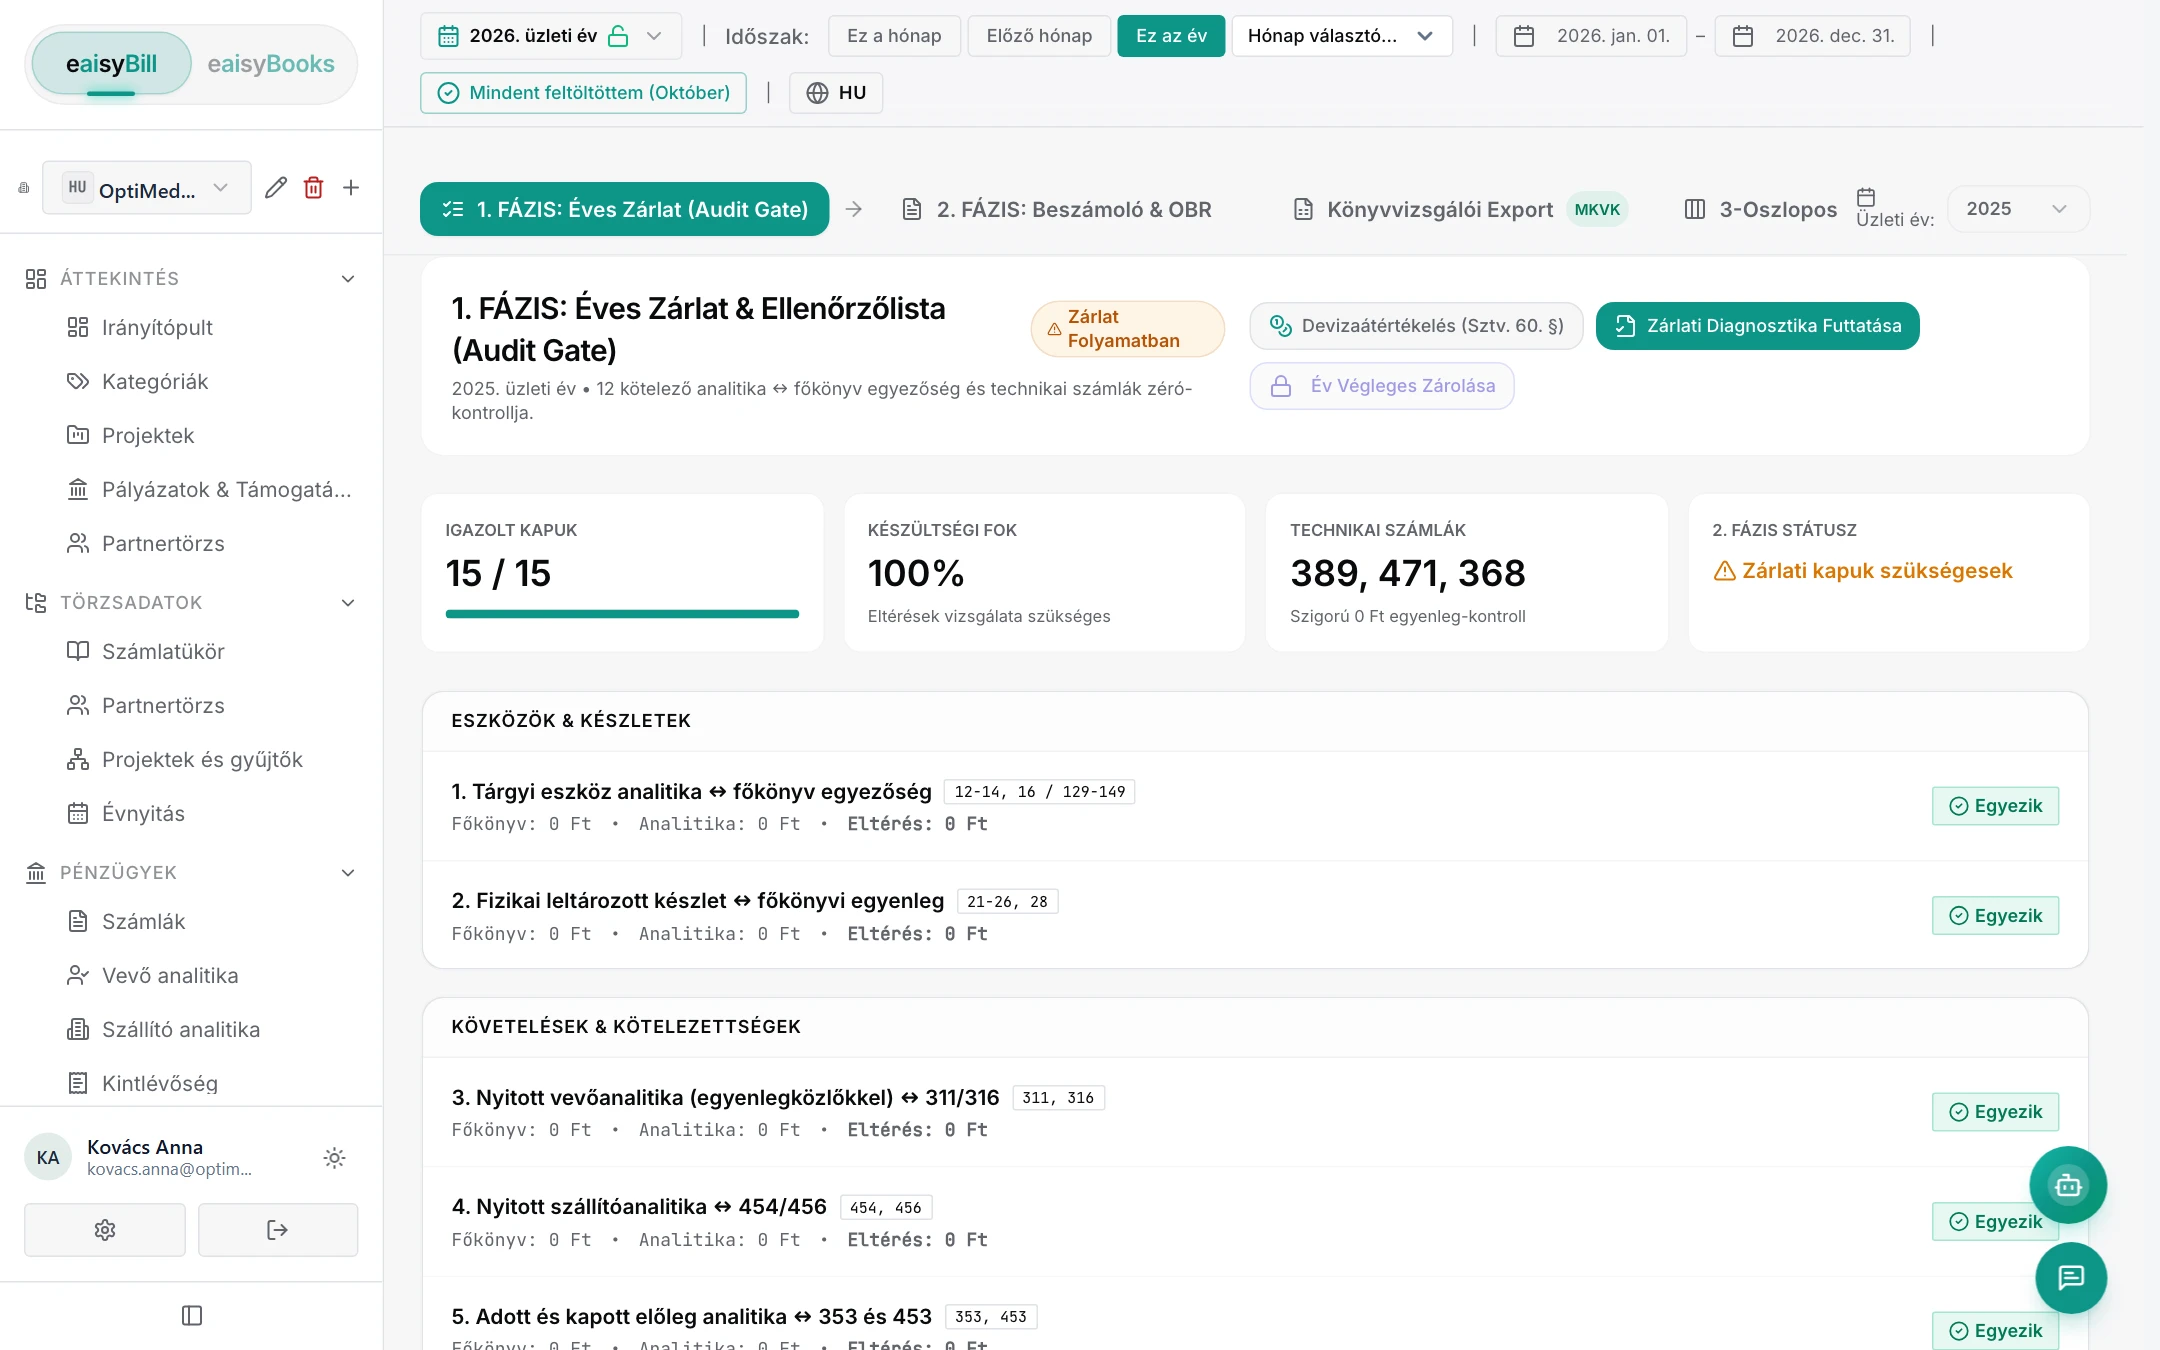 eaisyBill
eaisyBooks
HU OptiMed...
ÁTTEKINTÉS
Irányítópult
Kategóriák
Projektek
Pályázatok & Támogatá...
Partnertörzs
TÖRZSADATOK
Számlatükör
Partnertörzs
Projektek és gyűjtők
Évnyitás
PÉNZÜGYEK
Számlák
Vevő analitika
Szállító analitika
Kintlévőség
KA
Kovács Anna
kovacs.anna@optim...
2026. üzleti év
Időszak:
Ez a hónap
Előző hónap
Ez az év
Hónap választó...
2026. jan. 01. – 2026. dec. 31.
Mindent feltöltöttem (Október)
HU
1. FÁZIS: Éves Zárlat (Audit Gate)
2. FÁZIS: Beszámoló & OBR
Könyvvizsgálói Export MKVK
3-Oszlopos
Üzleti év:
2025
1. FÁZIS: Éves Zárlat & Ellenőrzőlista
(Audit Gate)
Zárlat
Folyamatban
2025. üzleti év • 12 kötelező analitika ↔ főkönyv egyezőség és technikai számlák zéró-
kontrollja.
Devizaátértékelés (Sztv. 60. §)
Zárlati Diagnosztika Futtatása
Év Végleges Zárolása
IGAZOLT KAPUK
15 / 15
KÉSZÜLTSÉGI FOK
100%
Eltérések vizsgálata szükséges
TECHNIKAI SZÁMLÁK
389, 471, 368
Szigorú 0 Ft egyenleg-kontroll
2. FÁZIS STÁTUSZ
Zárlati kapuk szükségesek
ESZKÖZÖK & KÉSZLETEK
1. Tárgyi eszköz analitika ↔ főkönyv egyezőség 12-14, 16 / 129-149
Főkönyv: 0 Ft • Analitika: 0 Ft • Eltérés: 0 Ft
Egyezik
2. Fizikai leltározott készlet ↔ főkönyvi egyenleg 21-26, 28
Főkönyv: 0 Ft • Analitika: 0 Ft • Eltérés: 0 Ft
Egyezik
KÖVETELÉSEK & KÖTELEZETTSÉGEK
3. Nyitott vevőanalitika (egyenlegközlőkkel) ↔ 311/316 311, 316
Főkönyv: 0 Ft • Analitika: 0 Ft • Eltérés: 0 Ft
Egyezik
4. Nyitott szállítóanalitika ↔ 454/456 454, 456
Főkönyv: 0 Ft • Analitika: 0 Ft • Eltérés: 0 Ft
Egyezik
5. Adott és kapott előleg analitika ↔ 353 és 453 353, 453
Főkönyv: 0 Ft • Analitika: 0 Ft • Eltérés: 0 Ft
Egyezik